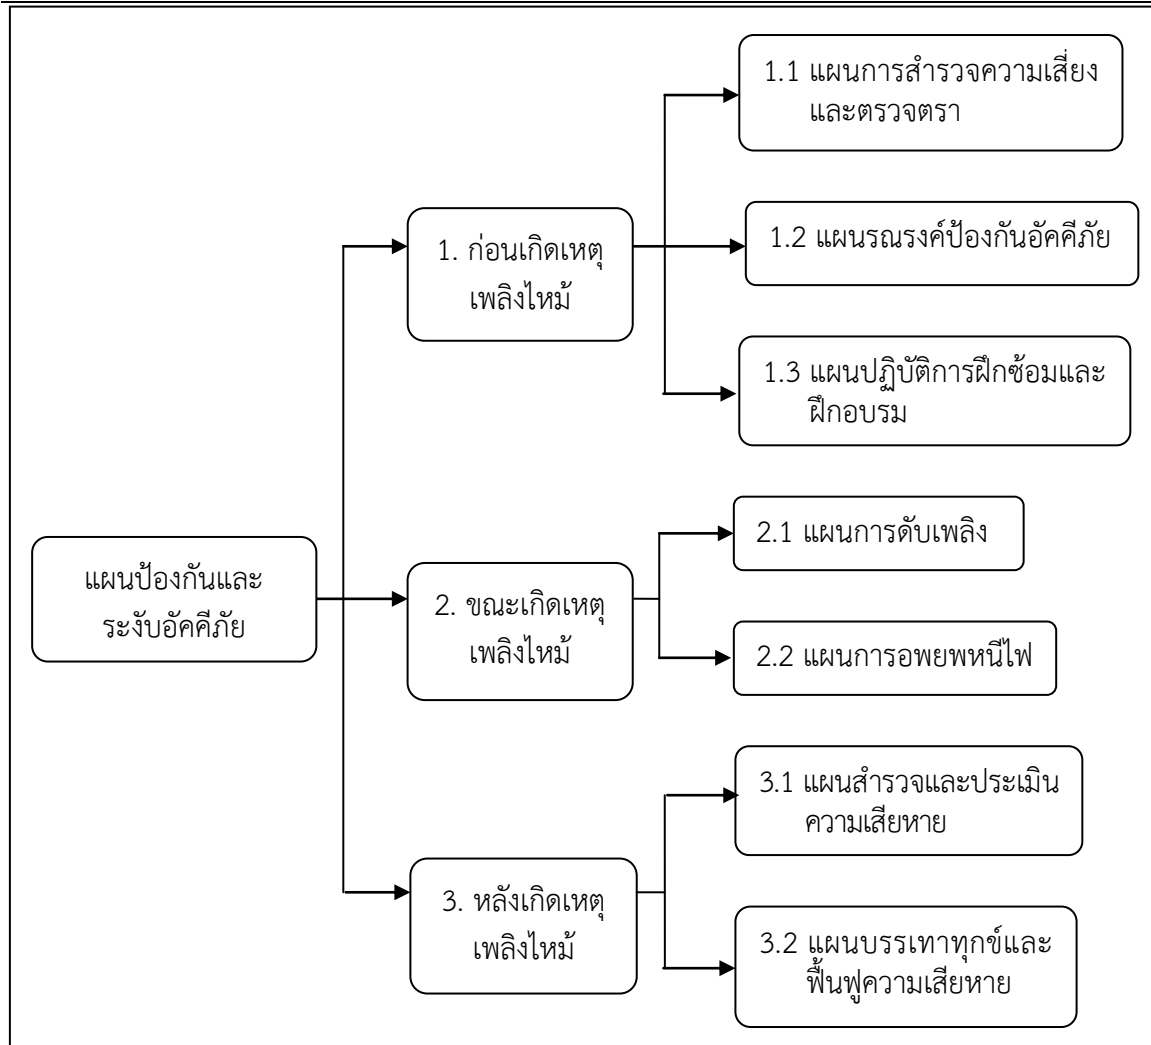 แผนป้องกันและ
ระงับอัคคีภัย
1. ก่อนเกิดเหตุ
เพลิงไหม้
1.1 แผนการสำรวจความเสี่ยง
และตรวจตรา
1.2 แผนรณรงค์ป้องกันอัคคีภัย
1.3 แผนปฏิบัติการฝึกซ้อมและ
ฝึกอบรม
2. ขณะเกิดเหตุ
เพลิงไหม้
2.1 แผนการดับเพลิง
2.2 แผนการอพยพหนีไฟ
3. หลังเกิดเหตุ
เพลิงไหม้
3.1 แผนสำรวจและประเมิน
ความเสียหาย
3.2 แผนบรรเทาทุกข์และ
ฟื้นฟูความเสียหาย